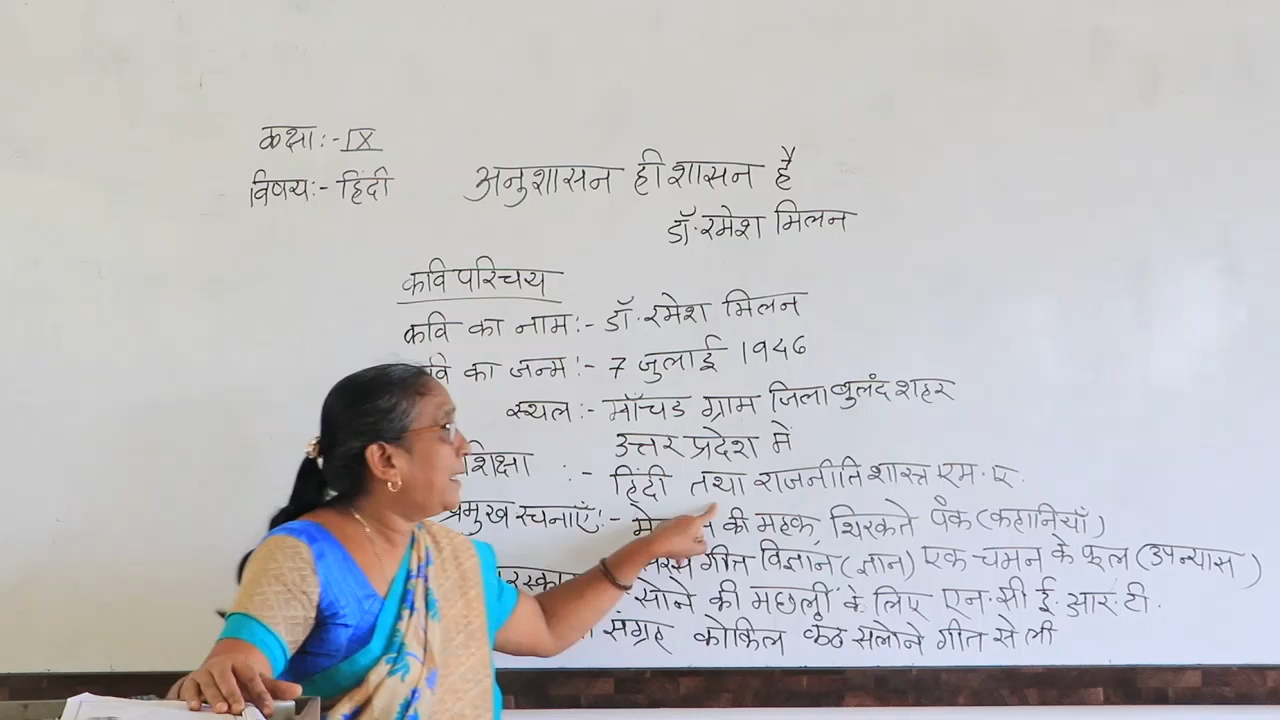 कक्षा:- IX
विषय:- हिंदी
अनुशासन ही शासन है
डॉ. रमेश मिलन
कवि परिचय
कवि का नाम:- डॉ. रमेश मिलन
का जन्म:- 7 जुलाई 1946
स्थल:- मॉचड ग्राम जिला बुलंदशहर
उत्तर प्रदेश में
शिक्षा :- हिंदी तथा राजनीति शास्त्र एम. ए.
प्रमुख रचनाएँ:- की महक, थिरकते पंक (कहानियाँ)
गीत विज्ञान (ज्ञान) एक चमन के फूल (उपन्यास)
सोने की मछली के लिए एन. सी ई. आर. टी.
संग्रह कोकिल कंठ सलोने गीत से ली